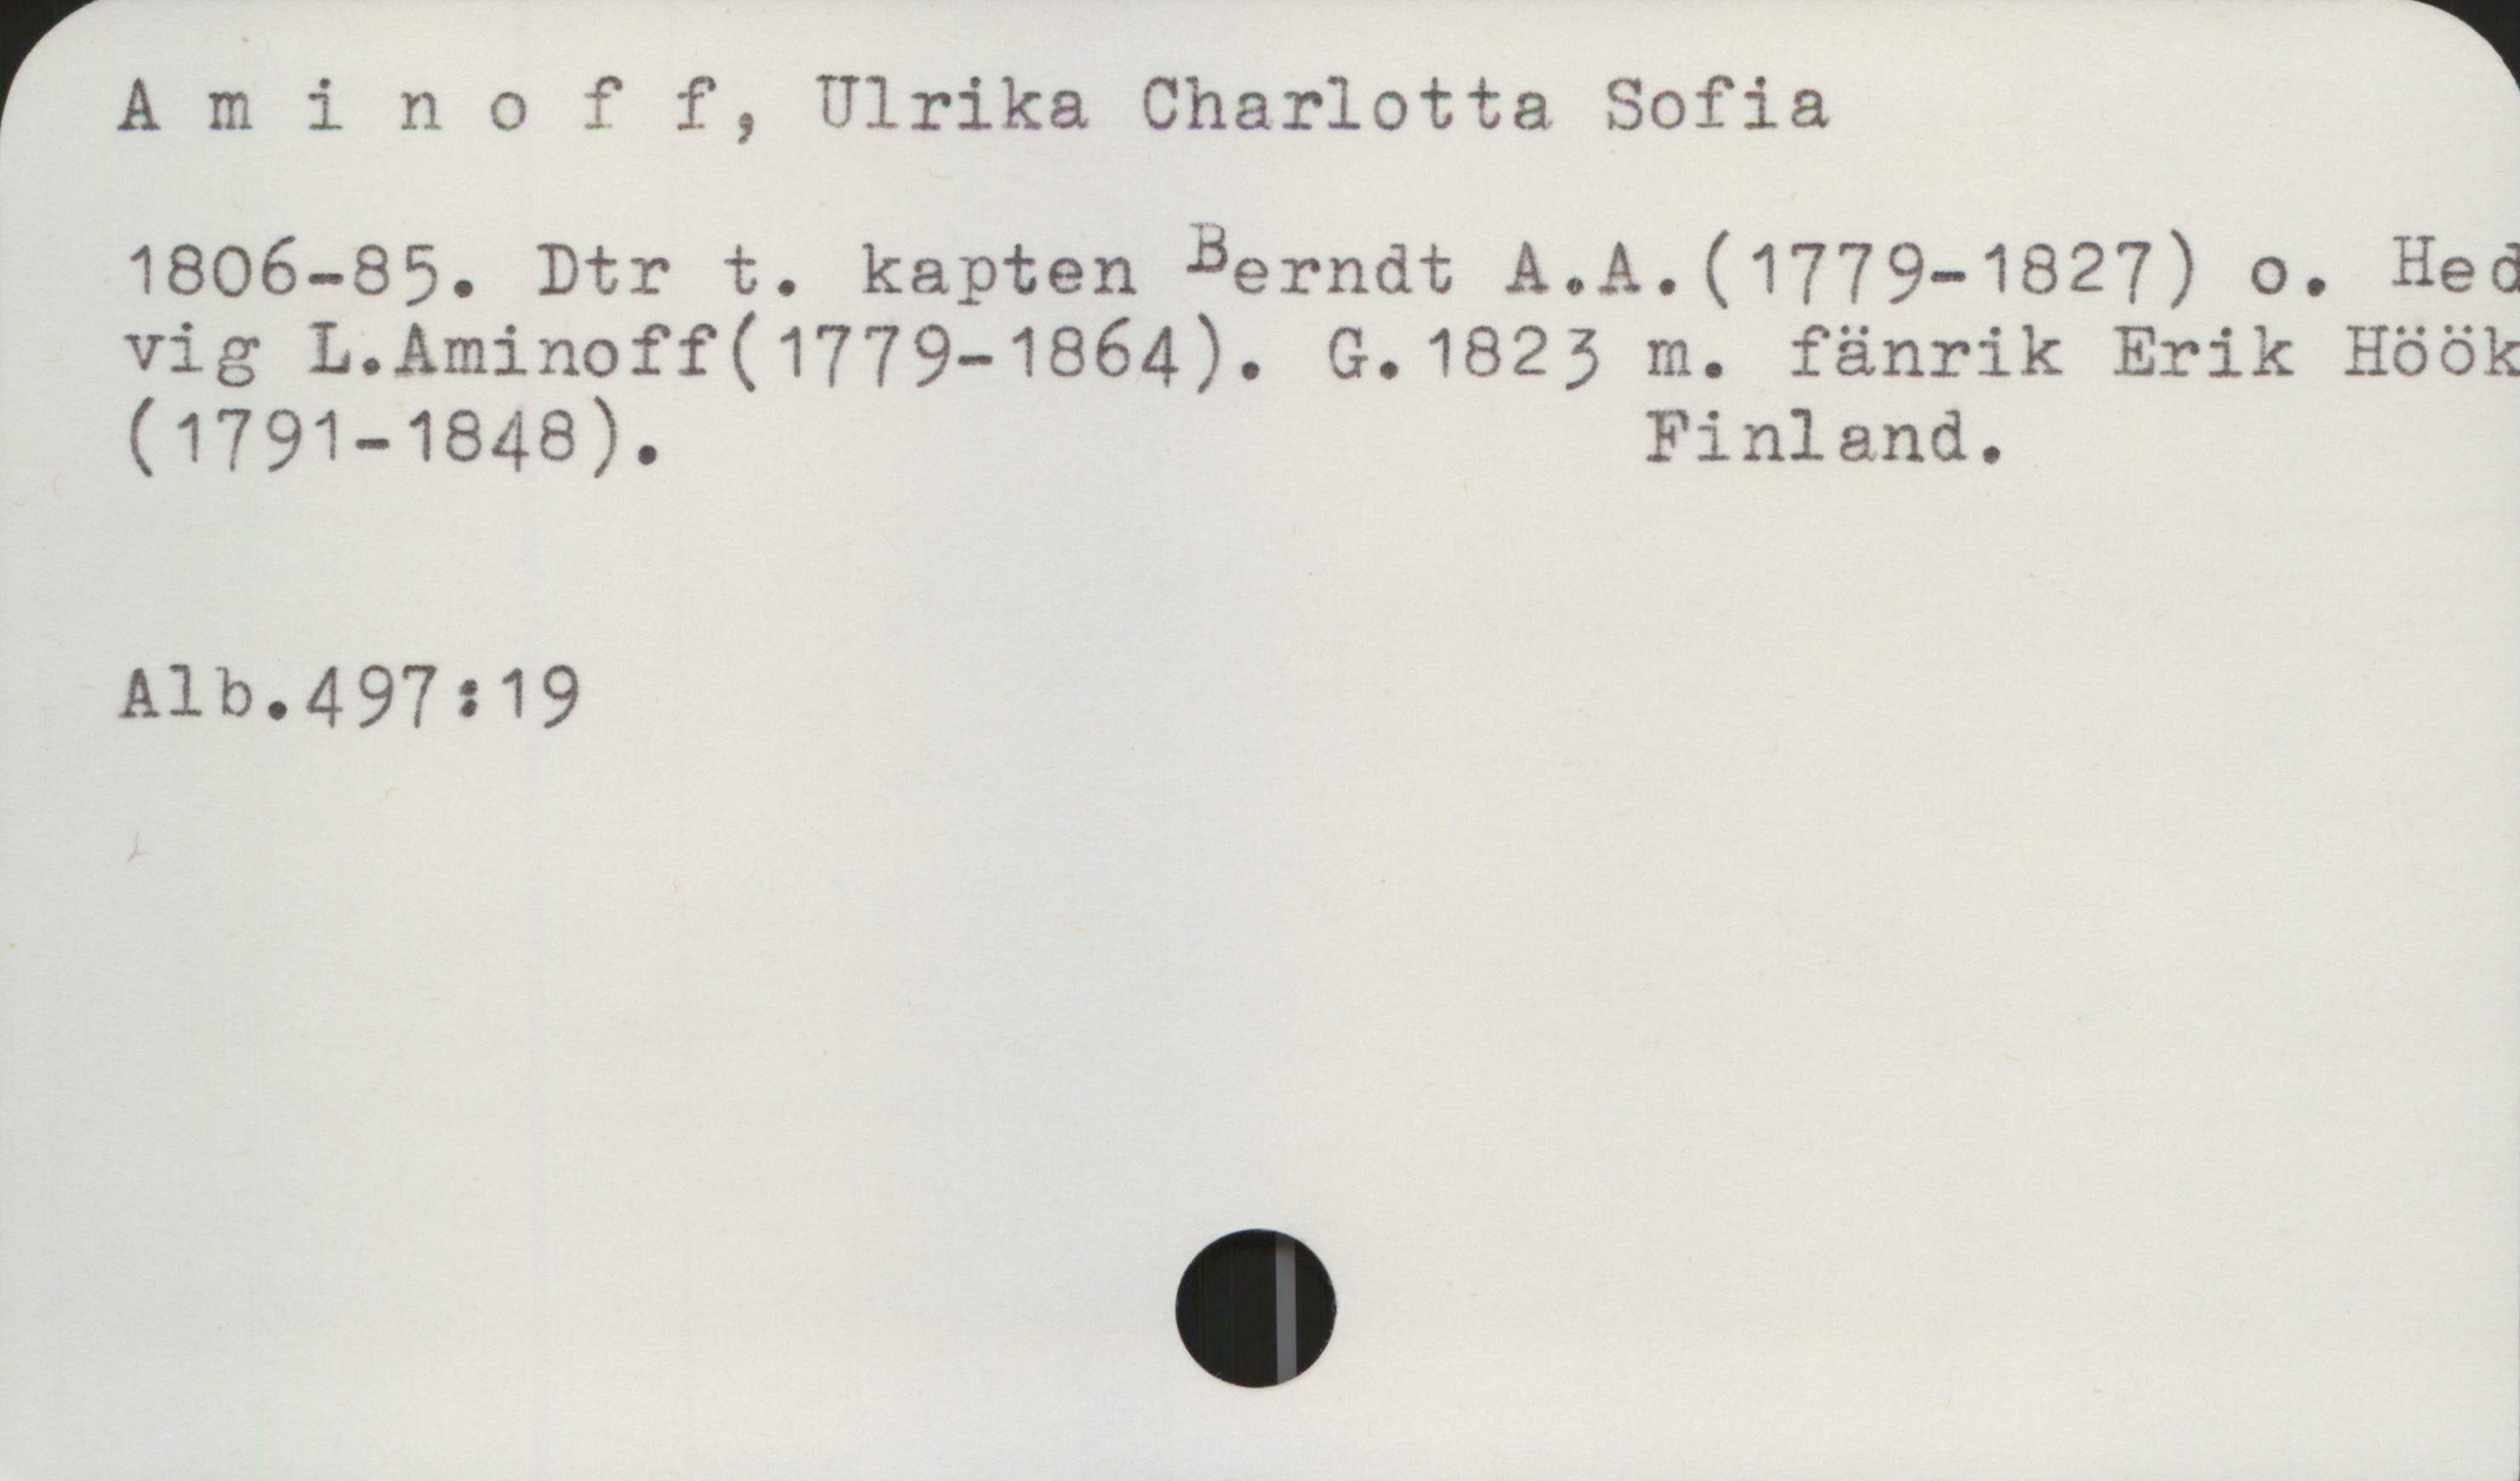 A m i n o f f, Ulrika Charlotta Sofia
1806-85. Dtr t. kapten Berndt A.A.(1779-1827) o. Hed
vig L.Aminoff(1779-1864). G.1823 m. fänrik Erik Höök
(1791-1848). Finland.
Alb.497:19